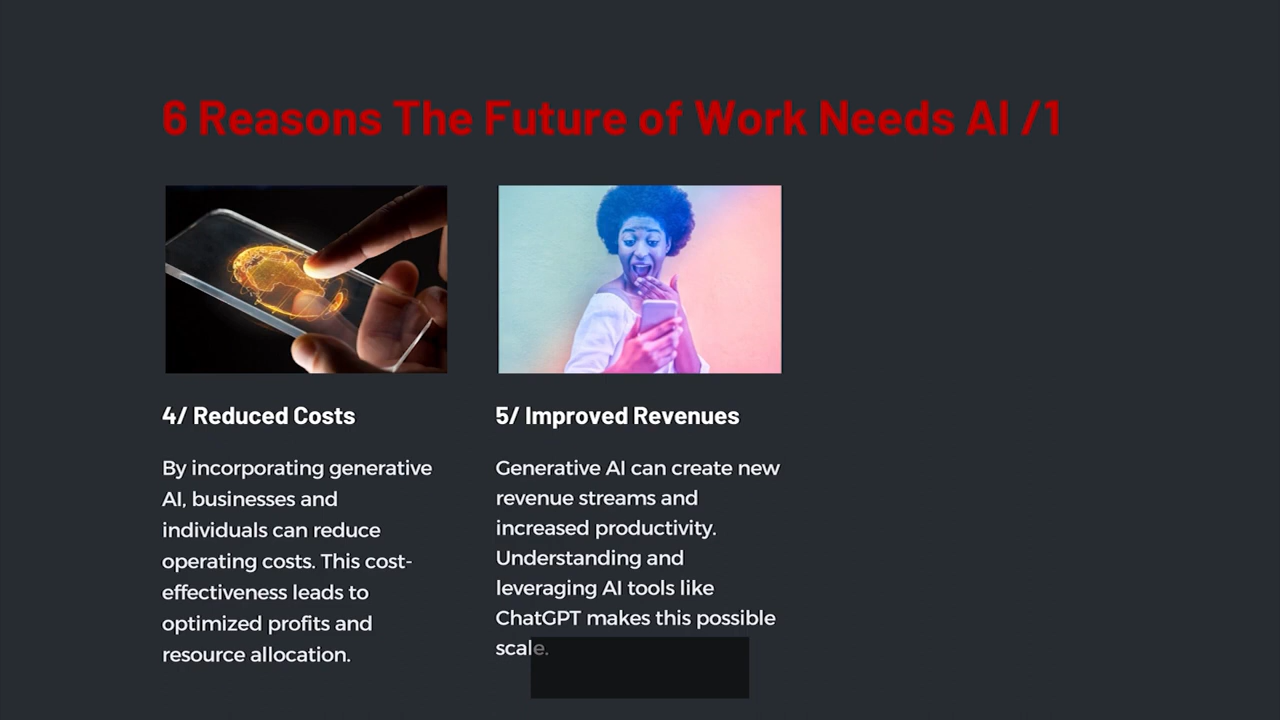 6 Reasons The Future of Work Needs AI /1
4/ Reduced Costs
By incorporating generative
AI, businesses and
individuals can reduce
operating costs. This cost-
effectiveness leads to
optimized profits and
resource allocation.
5/ Improved Revenues
Generative AI can create new
revenue streams and
increased productivity.
Understanding and
leveraging AI tools like
ChatGPT makes this possible
scale.